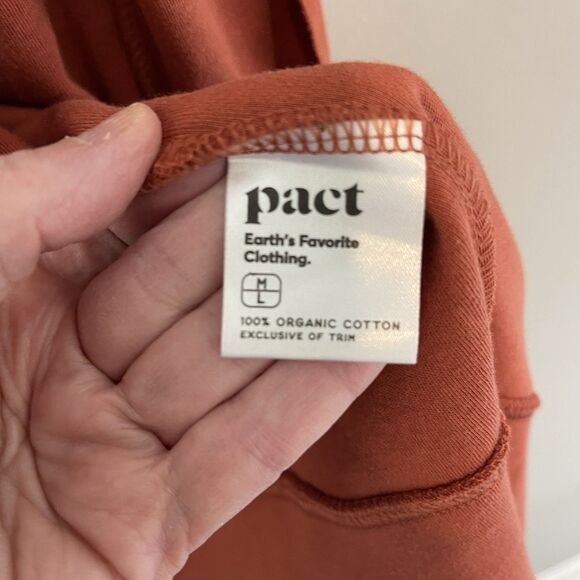 pact
Earth's Favorite
Clothing.
M
L
100% ORGANIC COTTON
EXCLUSIVE OF TRIM